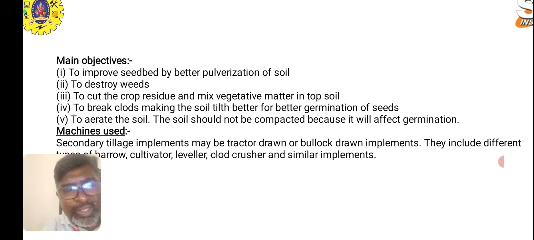 Main objectives:-
(i) To improve seedbed by better pulverization of soil
(ii) To destroy weeds
(iii) To cut the crop residue and mix vegetative matter in top soil
(iv) To break clods making the soil tilth better for better germination of seeds
(v) To aerate the soil. The soil should not be compacted because it will affect germination.
Machines used:-
Secondary tillage implements may be tractor drawn or bullock drawn implements. They include different
of harrow, cultivator, leveller, clod crusher and similar implements.